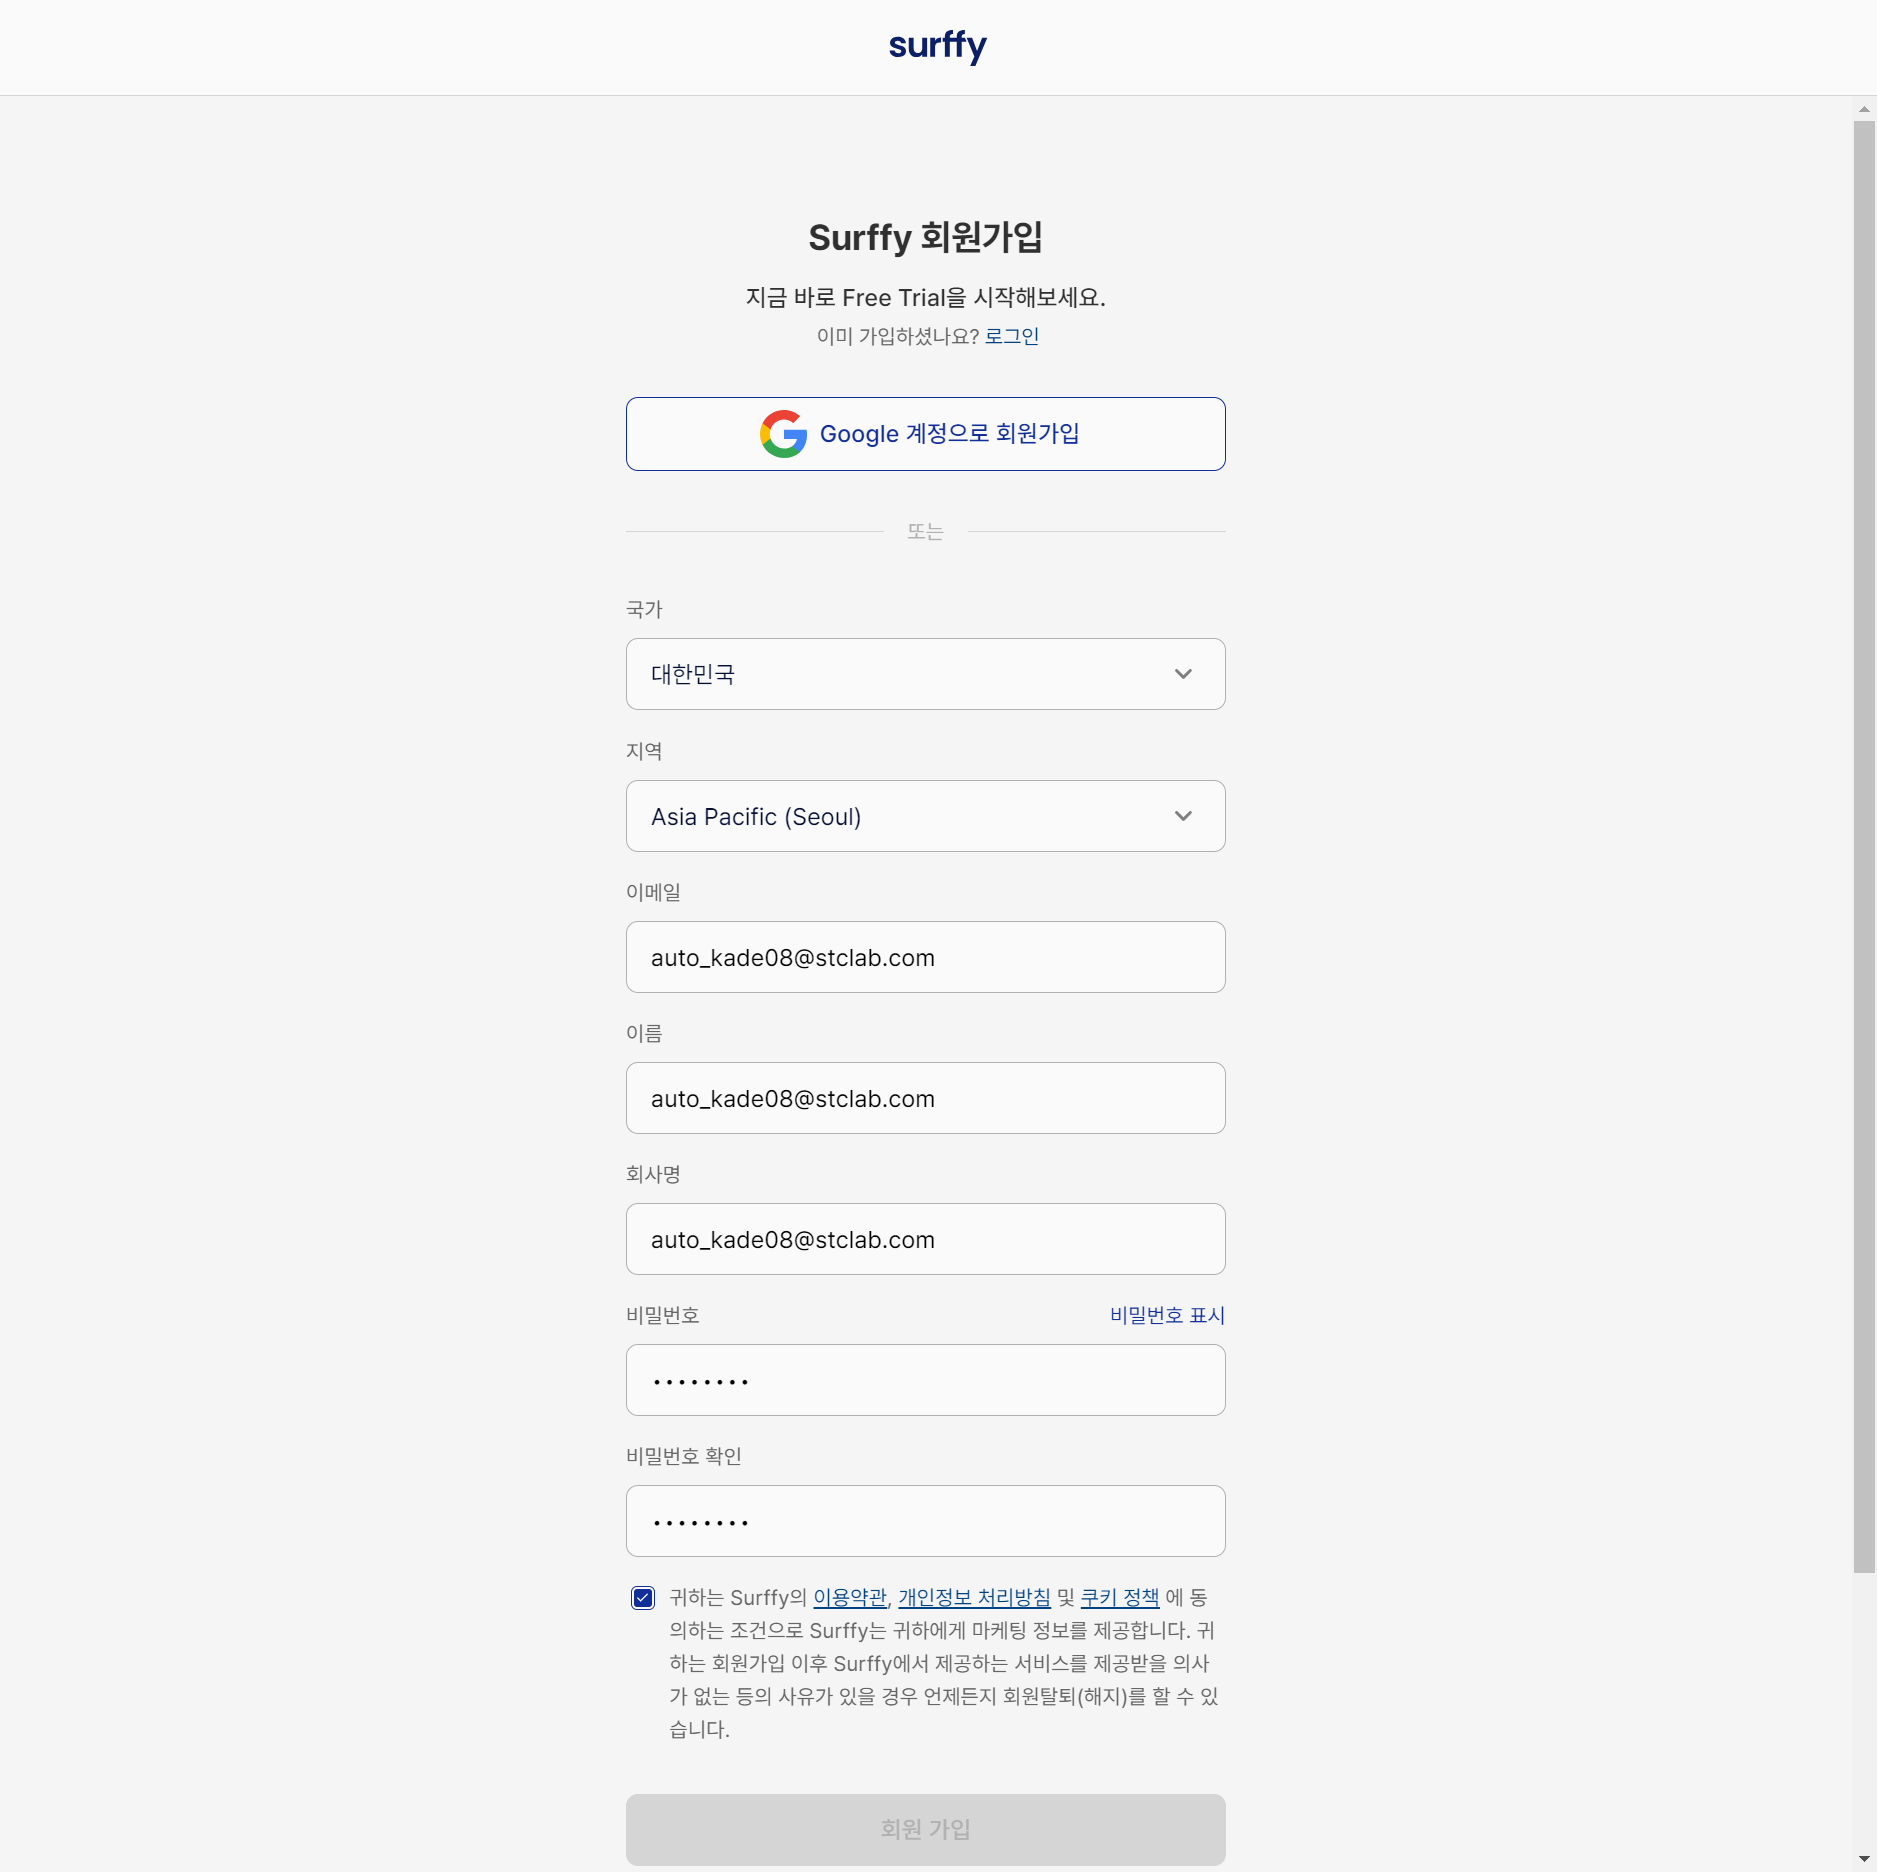 surffy
Surffy 회원가입
지금 바로 Free Trial을 시작해보세요.
이미 가입하셨나요? 로그인
Google 계정으로 회원가입
또는
국가
대한민국
지역
Asia Pacific (Seoul)
이메일
auto_kade08@stclab.com
이름
auto_kade08@stclab.com
회사명
auto_kade08@stclab.com
비밀번호 비밀번호 표시
••••••••
비밀번호 확인
••••••••
귀하는 Surffy의 이용약관, 개인정보 처리방침 및 쿠키 정책 에 동
의하는 조건으로 Surffy는 귀하에게 마케팅 정보를 제공합니다. 귀
하는 회원가입 이후 Surffy에서 제공하는 서비스를 제공받을 의사
가 없는 등의 사유가 있을 경우 언제든지 회원탈퇴(해지)를 할 수 있
습니다.
회원 가입